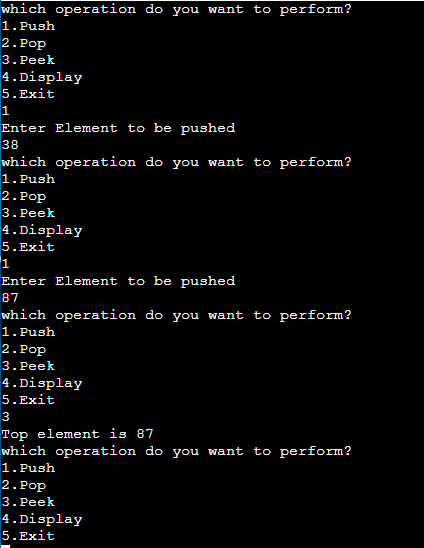 which operation do you want to perform?
1.Push
2.Pop
3.Peek
4.Display
5.Exit
1
Enter Element to be pushed
38
which operation do you want to perform?
1.Push
2.Pop
3.Peek
4.Display
5.Exit
1
Enter Element to be pushed
87
which operation do you want to perform?
1.Push
2.Pop
3.Peek
4.Display
5.Exit
3
Top element is 87
which operation do you want to perform?
1.Push
2.Pop
3.Peek
4.Display
5.Exit